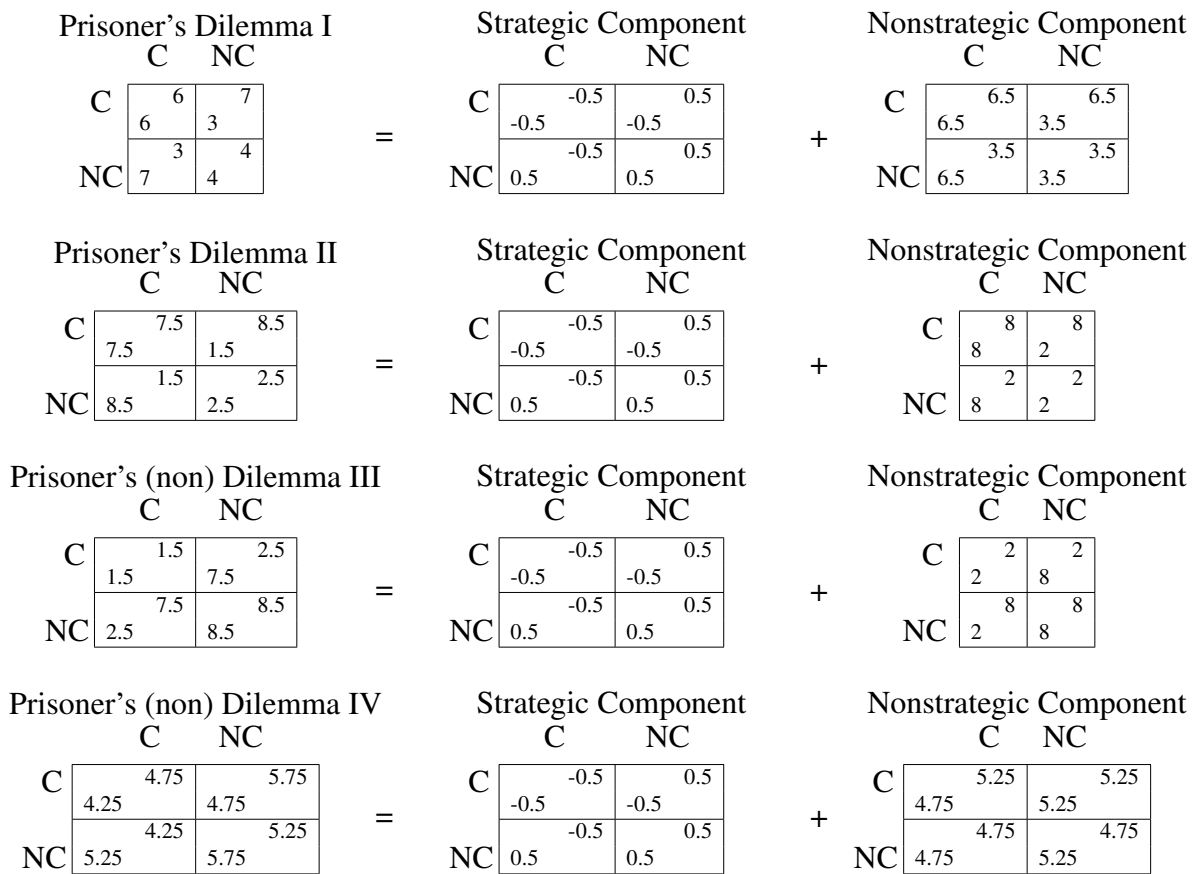 Prisoner's Dilemma I Strategic Component Nonstrategic Component
C NC C NC C NC
C 6 7 C -0.5 0.5 C 6.5 6.5
6 3 = -0.5 -0.5 + 6.5 3.5
3 4 -0.5 0.5 3.5 3.5
NC 7 4 NC 0.5 0.5 NC 6.5 3.5
Prisoner's Dilemma II Strategic Component Nonstrategic Component
C NC C NC C NC
C 7.5 8.5 C -0.5 0.5 C 8 8
7.5 1.5 = -0.5 -0.5 + 8 2
1.5 2.5 -0.5 0.5 2 2
NC 8.5 2.5 NC 0.5 0.5 NC 8 2
Prisoner's (non) Dilemma III Strategic Component Nonstrategic Component
C NC C NC C NC
C 1.5 2.5 C -0.5 0.5 C 2 2
1.5 7.5 = -0.5 -0.5 + 2 8
7.5 8.5 -0.5 0.5 8 8
NC 2.5 8.5 NC 0.5 0.5 NC 2 8
Prisoner's (non) Dilemma IV Strategic Component Nonstrategic Component
C NC C NC C NC
C 4.75 5.75 C -0.5 0.5 C 5.25 5.25
4.25 4.75 = -0.5 -0.5 + 4.75 5.25
4.25 5.25 -0.5 0.5 4.75 4.75
NC 5.25 5.75 NC 0.5 0.5 NC 4.75 5.25